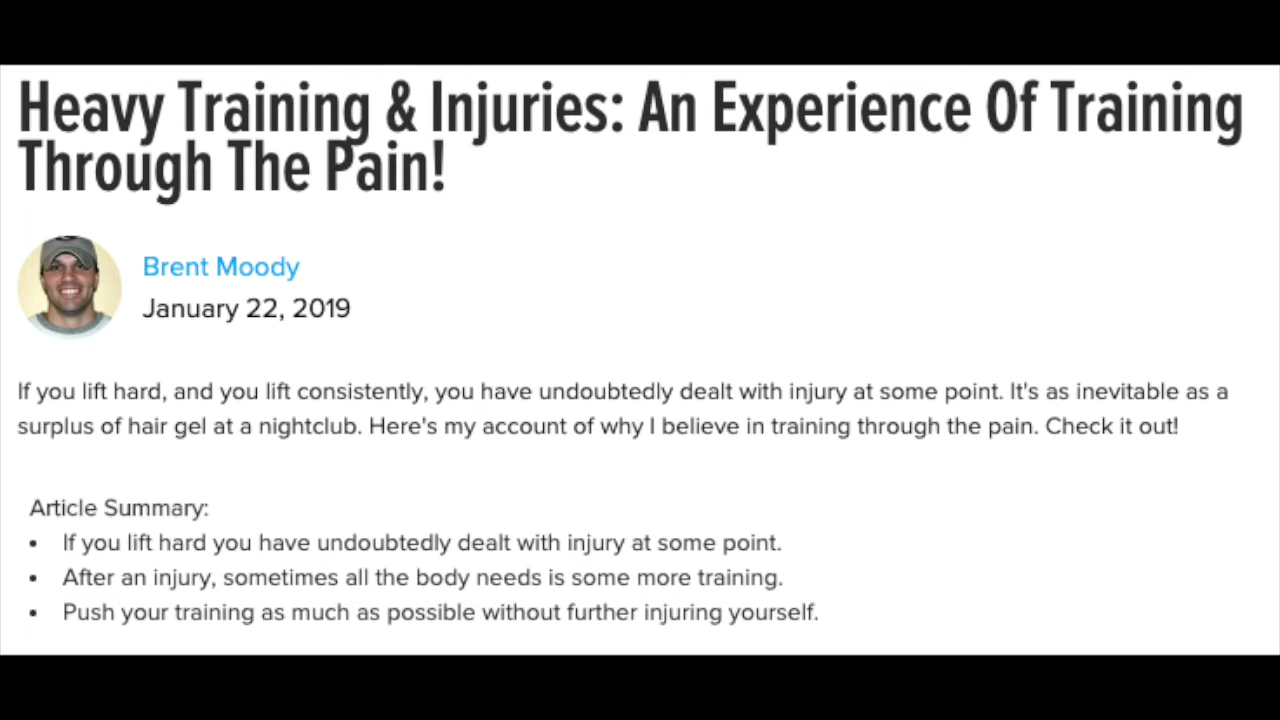 Heavy Training & Injuries: An Experience Of Training
Through The Pain!
Brent Moody
January 22, 2019
If you lift hard, and you lift consistently, you have undoubtedly dealt with injury at some point. It's as inevitable as a
surplus of hair gel at a nightclub. Here's my account of why I believe in training through the pain. Check it out!
Article Summary:
• If you lift hard you have undoubtedly dealt with injury at some point.
• After an injury, sometimes all the body needs is some more training.
• Push your training as much as possible without further injuring yourself.